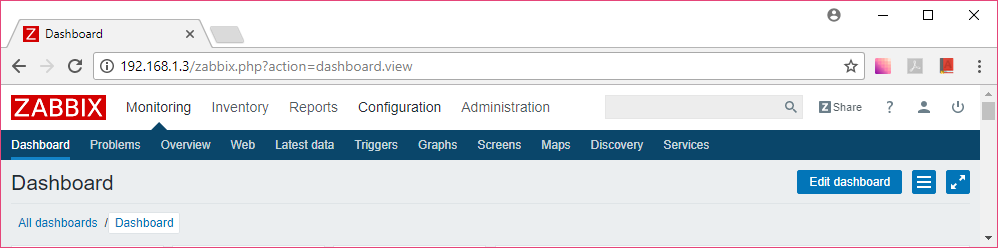 Z Dashboard
192.168.1.3/zabbix.php?action=dashboard.view
ZABBIX Monitoring Inventory Reports Configuration Administration Z Share ?
Dashboard Problems Overview Web Latest data Triggers Graphs Screens Maps Discovery Services
Dashboard Edit dashboard
All dashboards / Dashboard